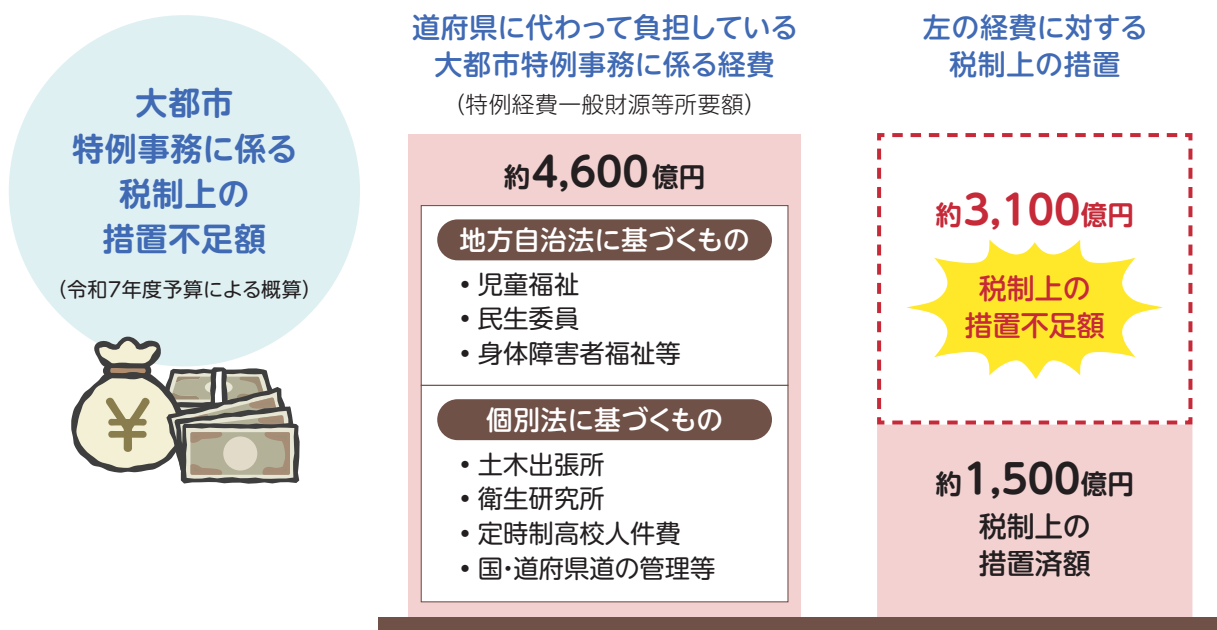 大都市
特例事務に係る
税制上の
措置不足額
(令和7年度予算による概算)
¥
道府県に代わって負担している
大都市特例事務に係る経費
(特例経費一般財源等所要額)
約4,600億円
地方自治法に基づくもの
・児童福祉
・民生委員
・身体障害者福祉等
個別法に基づくもの
・土木出張所
・衛生研究所
・定時制高校人件費
・国・道府県道の管理等
左の経費に対する
税制上の措置
約3,100億円
税制上の
措置不足額
約1,500億円
税制上の
措置済額